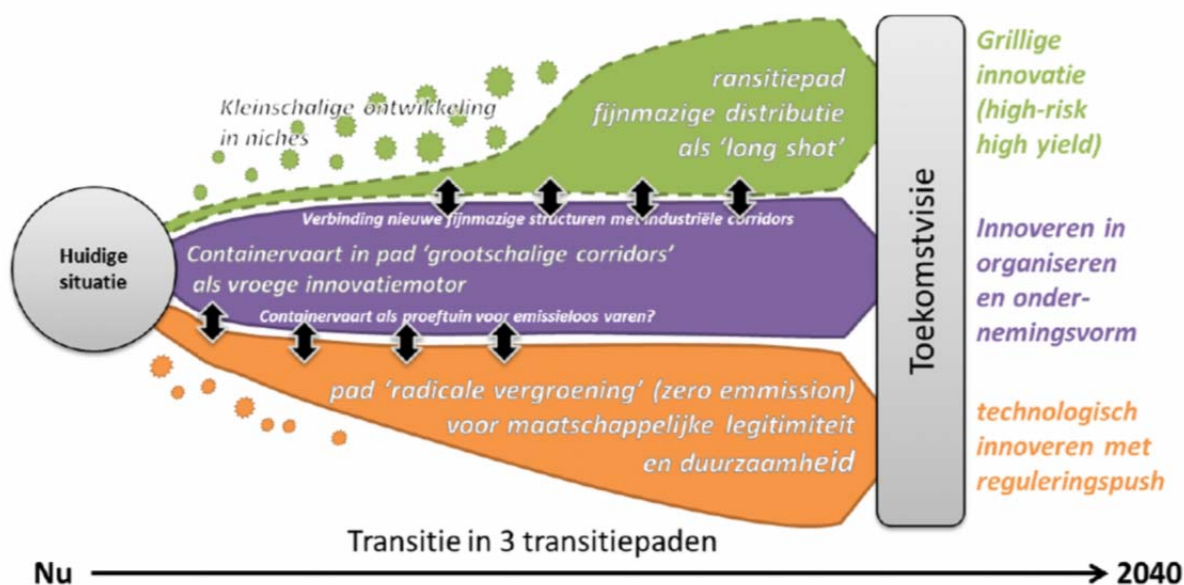 Kleinschalige ontwikkeling
in niches
ransitiepad
fijnmazige distributie
als ‘long shot’
Grillige
innovatie
(high-risk
high yield)
Huidige
situatie
Verbinding nieuwe fijnmazige structuren met industriële corridors
Containervaart in pad ‘grootschalige corridors’
als vroege innovatiemotor
Containervaart als proeftuin voor emissieloos varen?
Toekomstvisie
Innoveren in
organiseren
en onder-
nemingsvorm
pad ‘radicale vergroening’ (zero emmission)
voor maatschappelijke legitimiteit
en duurzaamheid
technologisch
innoveren met
reguleringspush
Transitie in 3 transitiepaden
Nu
2040